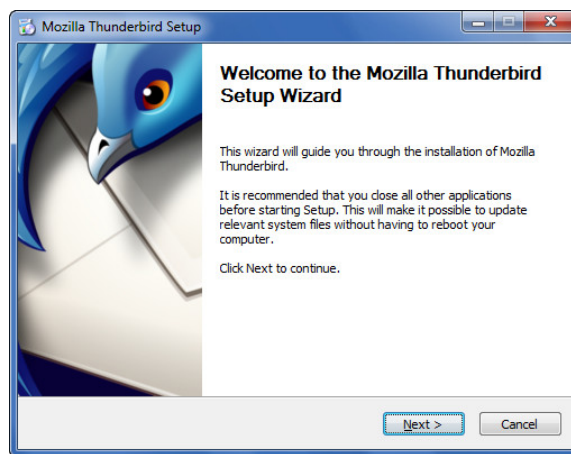 Mozilla Thunderbird Setup
Welcome to the Mozilla Thunderbird
Setup Wizard
This wizard will guide you through the installation of Mozilla
Thunderbird.
It is recommended that you close all other applications
before starting Setup. This will make it possible to update
relevant system files without having to reboot your
computer.
Click Next to continue.
Next >
Cancel